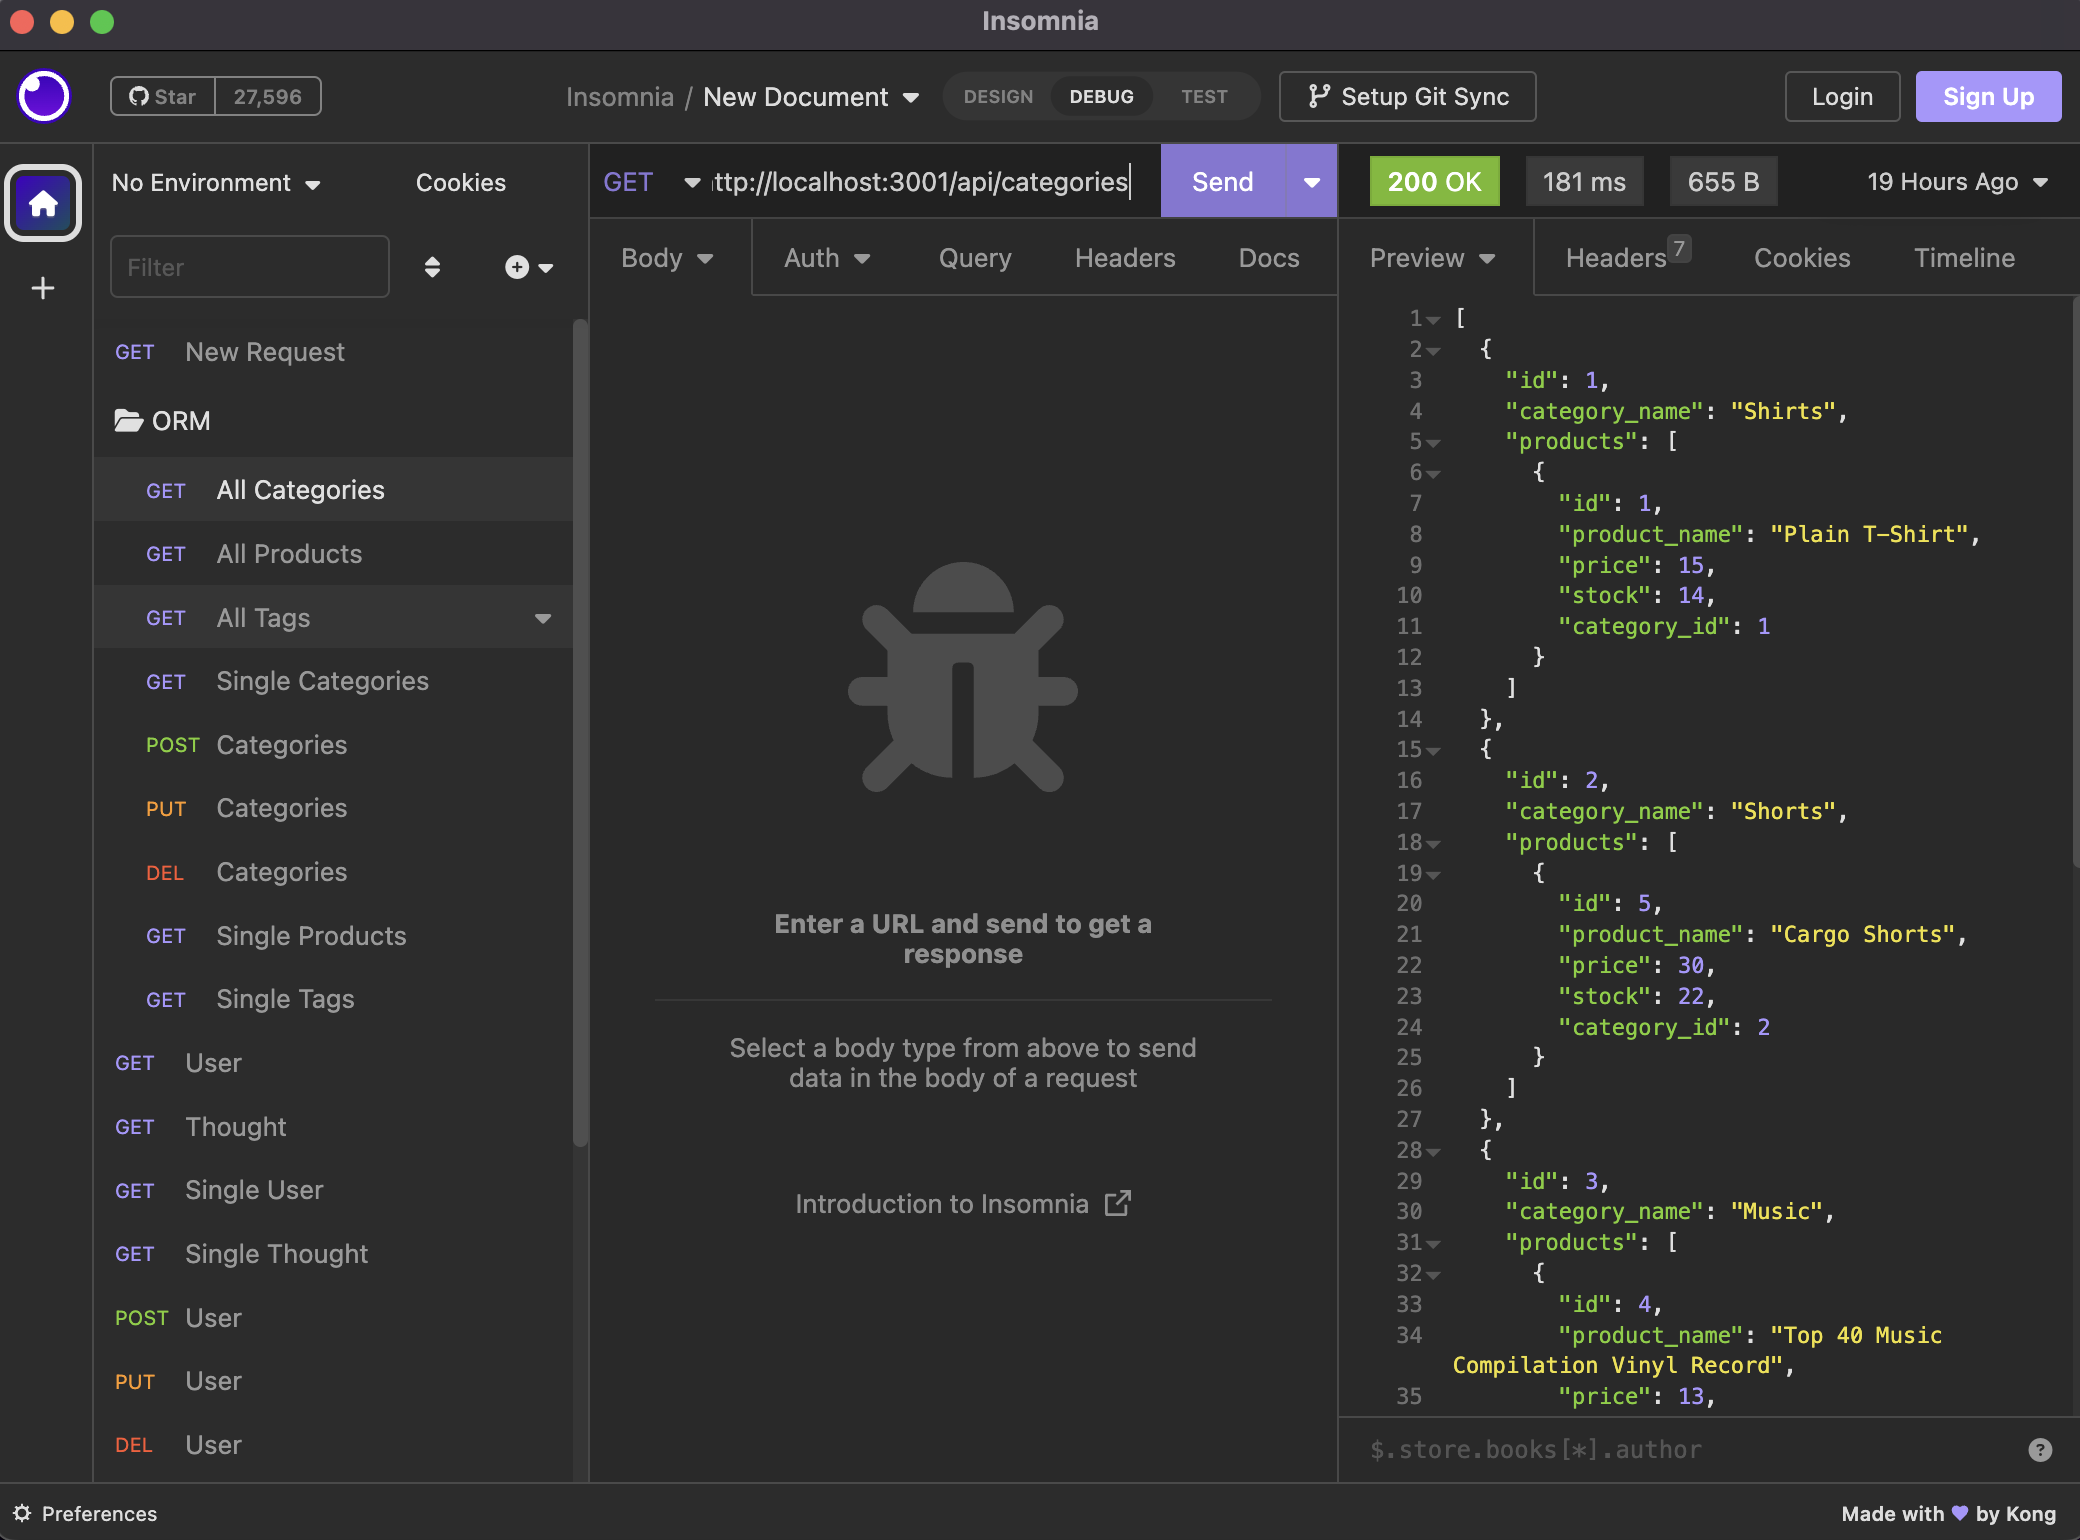 Insomnia
Star 27,596
Insomnia / New Document
DESIGN DEBUG TEST
Setup Git Sync
Login
Sign Up
No Environment
Cookies
Filter
GET New Request
ORM
GET All Categories
GET All Products
GET All Tags
GET Single Categories
POST Categories
PUT Categories
DEL Categories
GET Single Products
GET Single Tags
GET User
GET Thought
GET Single User
GET Single Thought
POST User
PUT User
DEL User
GET ttp://localhost:3001/api/categories
Send
Body Auth Query Headers Docs
Enter a URL and send to get a
response
Select a body type from above to send
data in the body of a request
Introduction to Insomnia
200 OK 181 ms 655 B 19 Hours Ago
Preview Headers 7 Cookies Timeline
1 [
2 {
3 "id": 1,
4 "category_name": "Shirts",
5 "products": [
6 {
7 "id": 1,
8 "product_name": "Plain T-Shirt",
9 "price": 15,
10 "stock": 14,
11 "category_id": 1
12 }
13 ]
14 },
15 {
16 "id": 2,
17 "category_name": "Shorts",
18 "products": [
19 {
20 "id": 5,
21 "product_name": "Cargo Shorts",
22 "price": 30,
23 "stock": 22,
24 "category_id": 2
25 }
26 ]
27 },
28 {
29 "id": 3,
30 "category_name": "Music",
31 "products": [
32 {
33 "id": 4,
34 "product_name": "Top 40 Music
Compilation Vinyl Record",
35 "price": 13,
$.store.books[*].author
Preferences
Made with 💜 by Kong